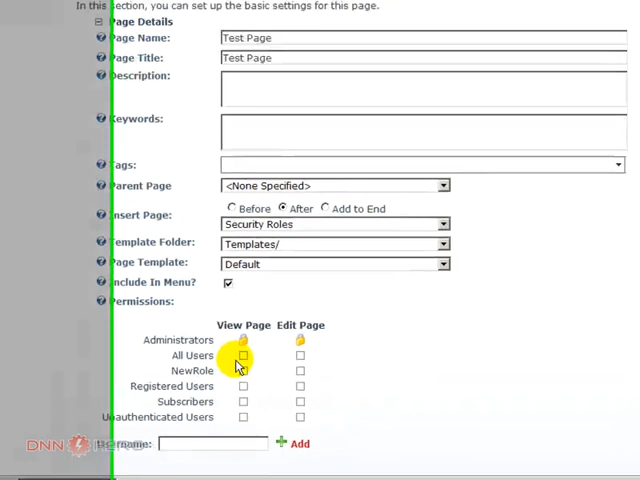 In this section, you can set up the basic settings for this page.
Page Details
Page Name: Test Page
Page Title: Test Page
Description:
Keywords:
Tags:
Parent Page <None Specified>
Before After Add to End
Insert Page: Security Roles
Template Folder: Templates/
Page Template: Default
Include In Menu?
Permissions:
View Page Edit Page
Administrators
All Users
NewRole
Registered Users
Subscribers
Unauthenticated Users
Username: Add
DNN HERO